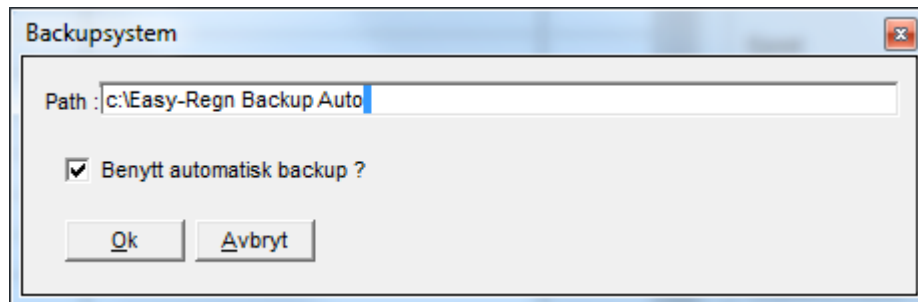 Backupsystem
Path : c:\Easy-Regn Backup Auto
Benytt automatisk backup ?
Ok Avbryt